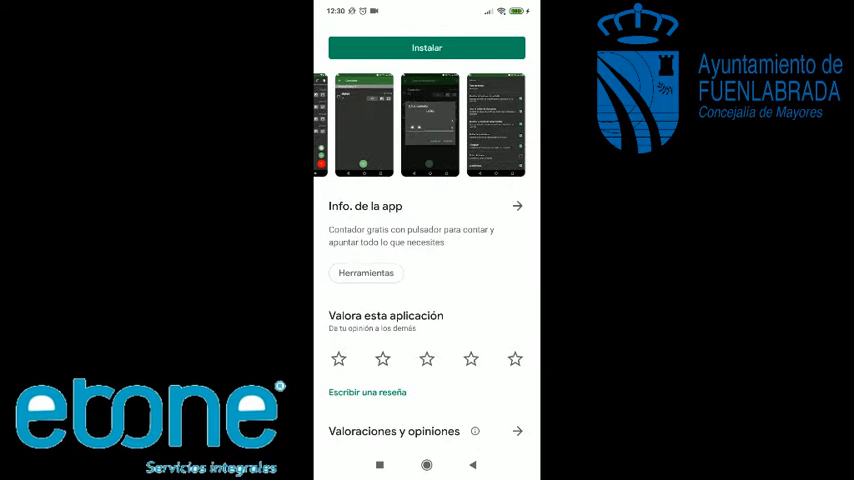 12:30
Instalar
Info. de la app
Contador gratis con pulsador para contar y
apuntar todo lo que necesites
Herramientas
Valora esta aplicación
Da tu opinión a los demás
Escribir una reseña
Valoraciones y opiniones
Ayuntamiento de
FUENLABRADA
Concejalía de Mayores
ebone
Servicios integrales